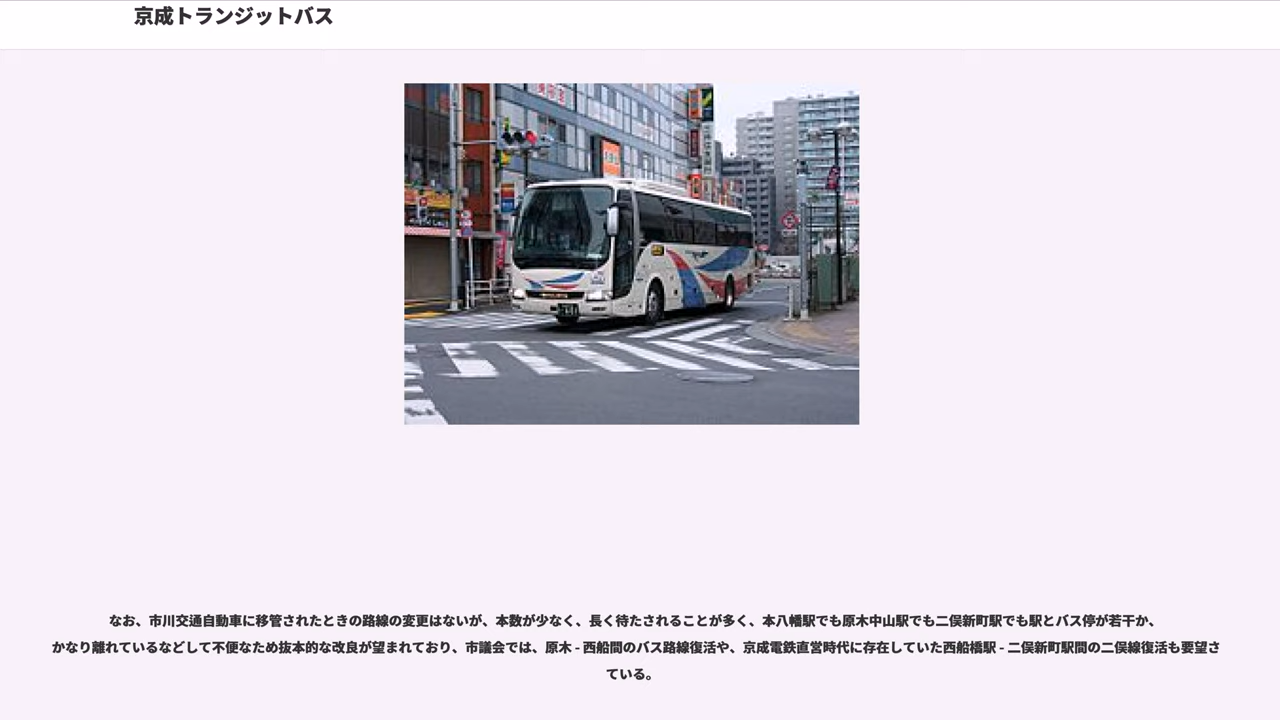 京成トランジットバス
なお、市川交通自動車に移管されたときの路線の変更はないが、本数が少なく、長く待たされることが多く、本八幡駅でも原木中山駅でも二俣新町駅でも駅とバス停が若干か、
かなり離れているなどして不便なため抜本的な改良が望まれており、市議会では、原木 - 西船間のバス路線復活や、京成電鉄直営時代に存在していた西船橋駅 - 二俣新町駅間の二俣線復活も要望さ
ている。